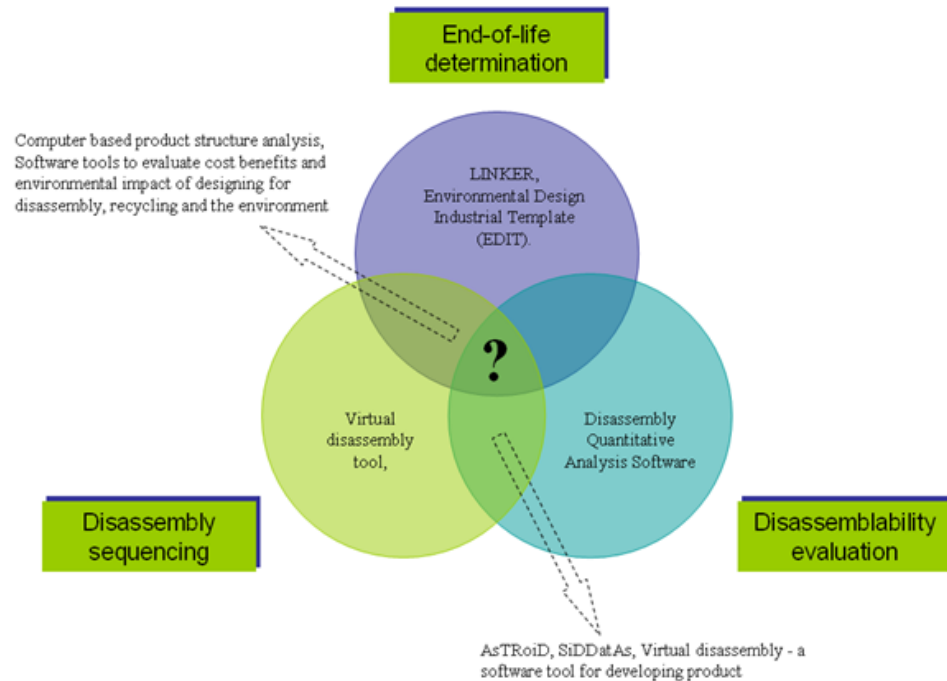 End-of-life
determination
Computer based product structure analysis,
Software tools to evaluate cost benefits and
environmental impact of designing for
disassembly, recycling and the environment
LINKER,
Environmental Design
Industrial Template
(EDIT).
?
Virtual
disassembly
tool,
Disassembly
Quantitative
Analysis Software
Disassembly
sequencing
Disassemblability
evaluation
AsTRoiD, SiDDatAs, Virtual disassembly - a
software tool for developing product